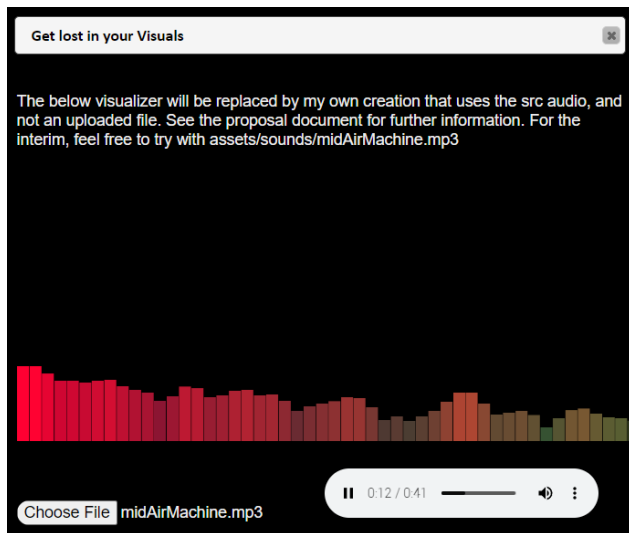 Get lost in your Visuals
The below visualizer will be replaced by my own creation that uses the src audio, and
not an uploaded file. See the proposal document for further information. For the
interim, feel free to try with assets/sounds/midAirMachine.mp3
0:12 / 0:41
Choose File midAirMachine.mp3